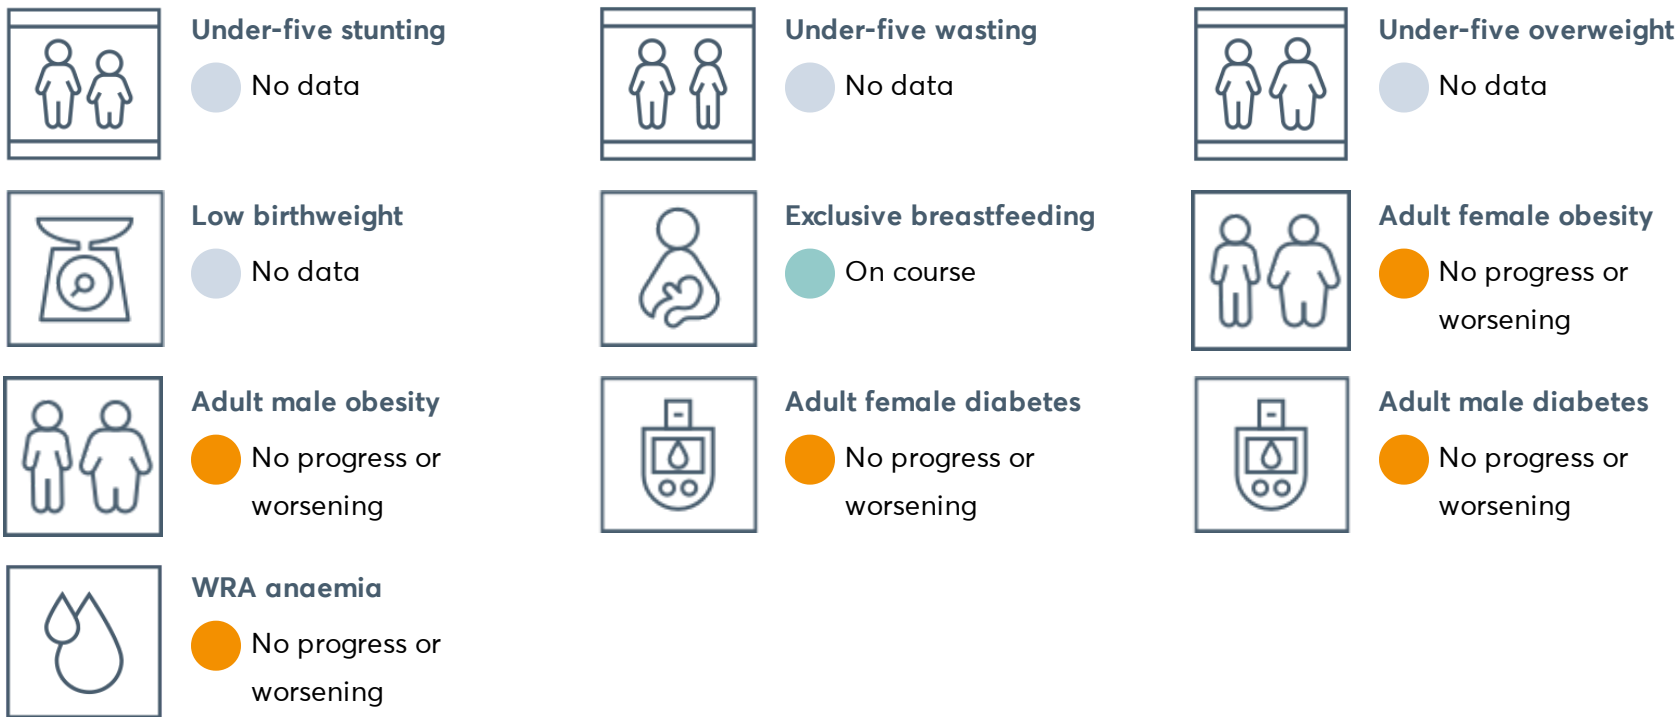 Under-five stunting
No data
Under-five wasting
No data
Under-five overweight
No data
Low birthweight
No data
Exclusive breastfeeding
On course
Adult female obesity
No progress or
worsening
Adult male obesity
No progress or
worsening
Adult female diabetes
No progress or
worsening
Adult male diabetes
No progress or
worsening
WRA anaemia
No progress or
worsening